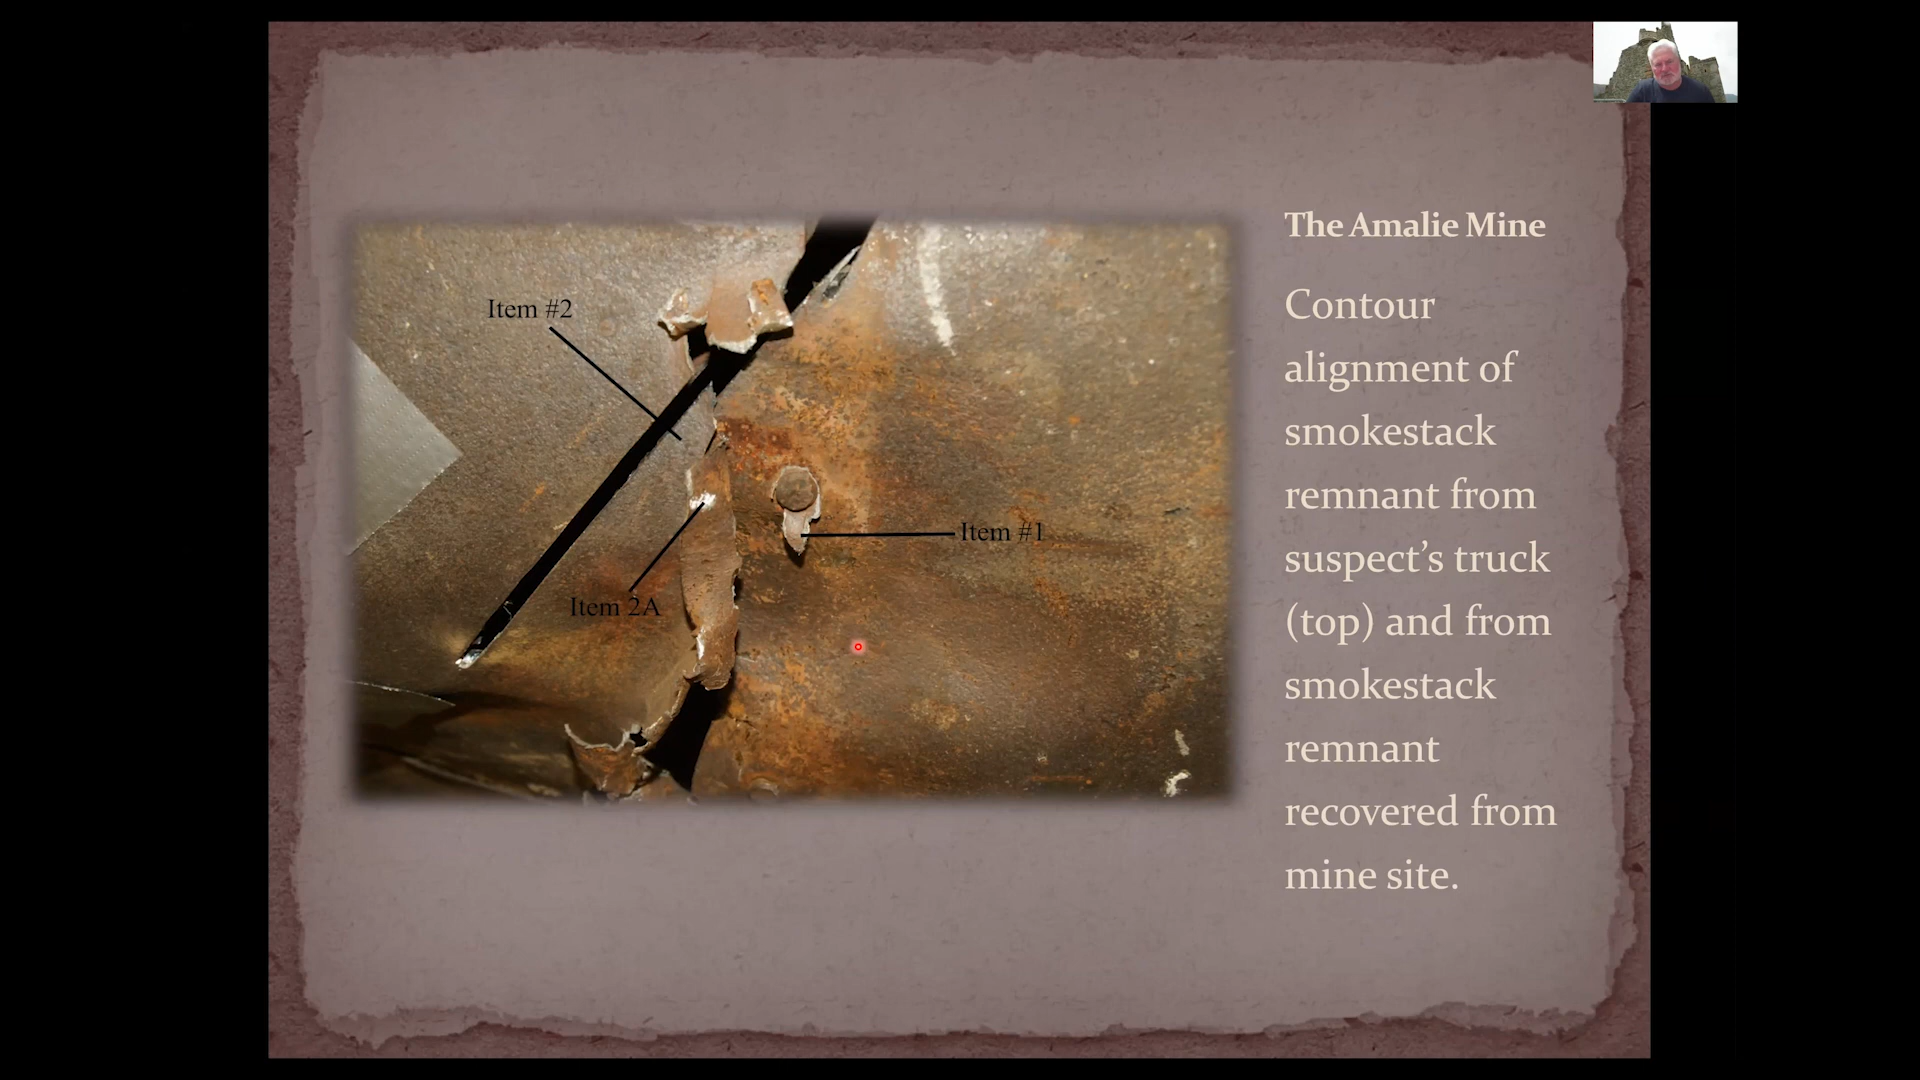 The Amalie Mine
Contour
alignment of
smokestack
remnant from
suspect’s truck
(top) and from
smokestack
remnant
recovered from
mine site.
Item #2
Item #1
Item 2A